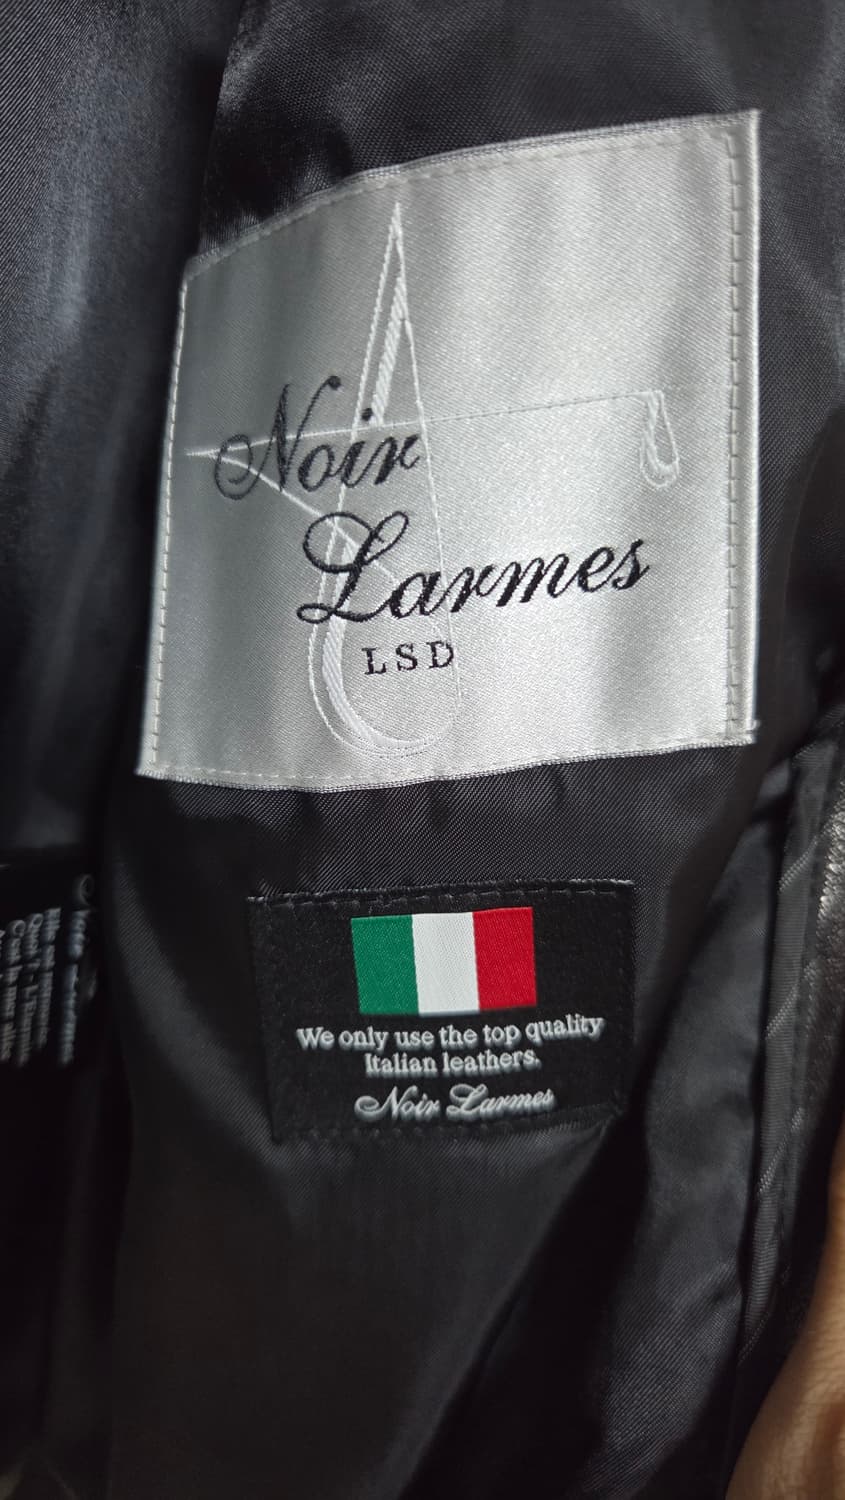 Noir
Larmes
LSD
We only use the top quality
Italian leathers.
Noir Larmes